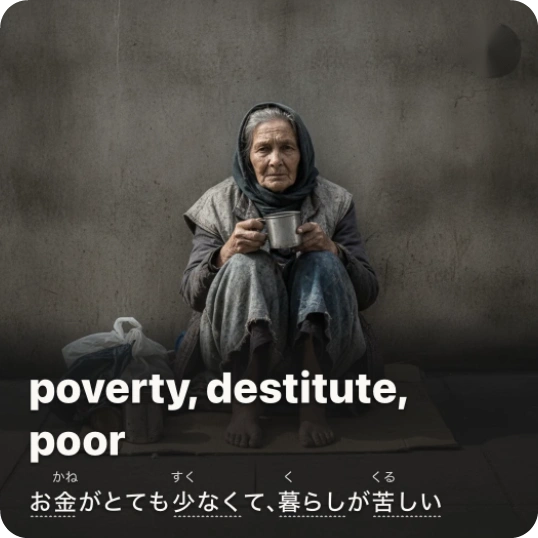 poverty, destitute,
poor
かね すく く くる
お金がとても少なくて、暮らしが苦しい